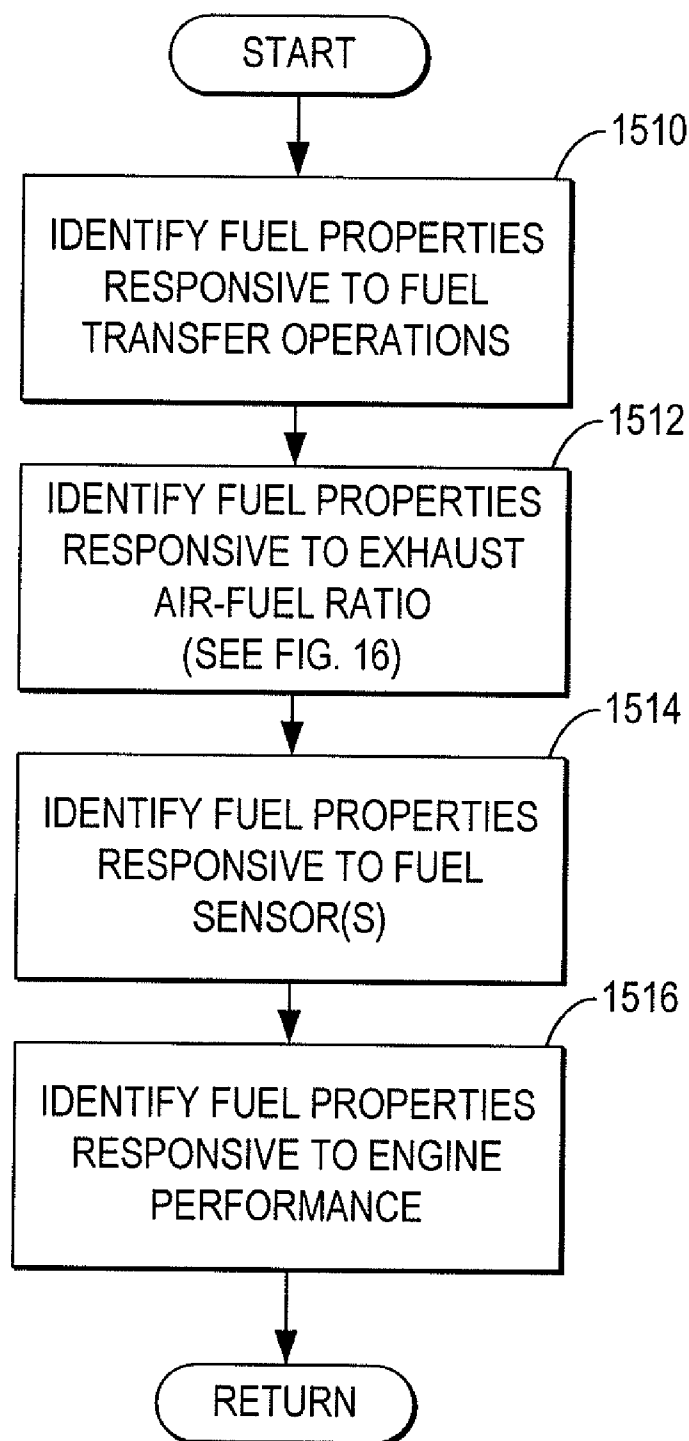 START
1510
IDENTIFY FUEL PROPERTIES
RESPONSIVE TO FUEL
TRANSFER OPERATIONS
1512
IDENTIFY FUEL PROPERTIES
RESPONSIVE TO EXHAUST
AIR-FUEL RATIO
(SEE FIG. 16)
1514
IDENTIFY FUEL PROPERTIES
RESPONSIVE TO FUEL
SENSOR(S)
1516
IDENTIFY FUEL PROPERTIES
RESPONSIVE TO ENGINE
PERFORMANCE
RETURN